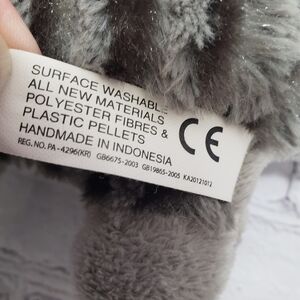 SURFACE WASHABLE
ALL NEW MATERIALS
POLYESTER FIBRES &
PLASTIC PELLETS
HANDMADE IN INDONESIA
REG. NO. PA-4296(KR) GB6675-2003 GB19865-2005 KA20121012
CE